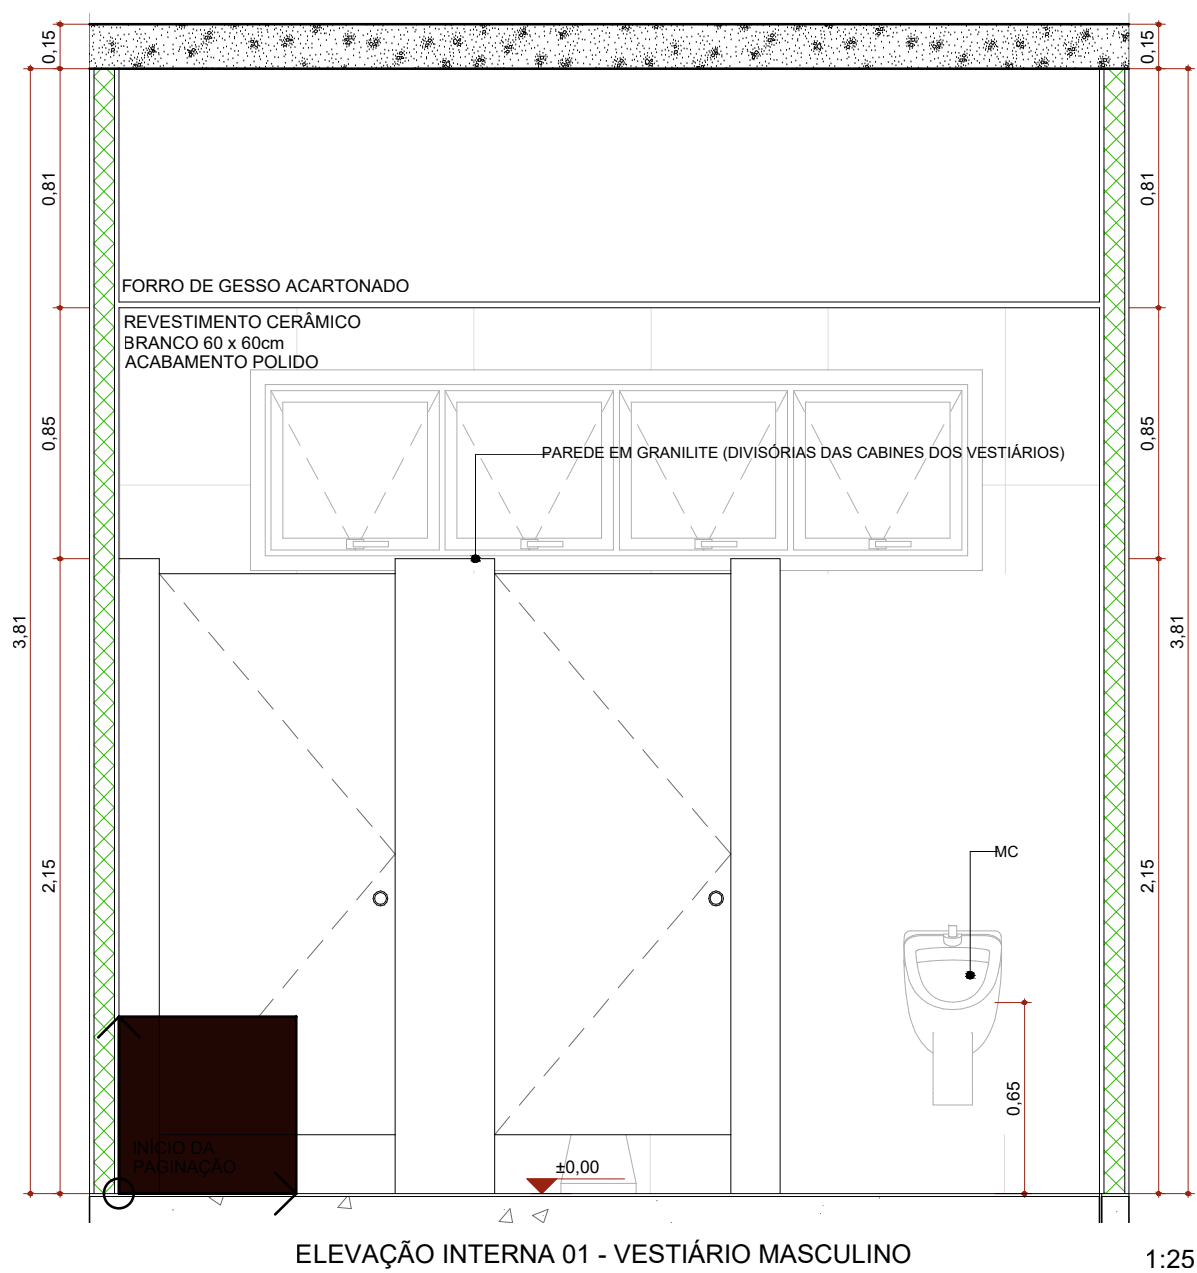 0,15
0,15
0,81
0,81
FORRO DE GESSO ACARTONADO
REVESTIMENTO CERÂMICO
BRANCO 60 x 60cm
ACABAMENTO POLIDO
0,85
0,85
PAREDE EM GRANILITE (DIVISÓRIAS DAS CABINES DOS VESTIÁRIOS)
3,81
3,81
2,15
2,15
MC
0,65
INÍCIO DA
PAGINAÇÃO
±0,00
ELEVAÇÃO INTERNA 01 - VESTIÁRIO MASCULINO
1:25